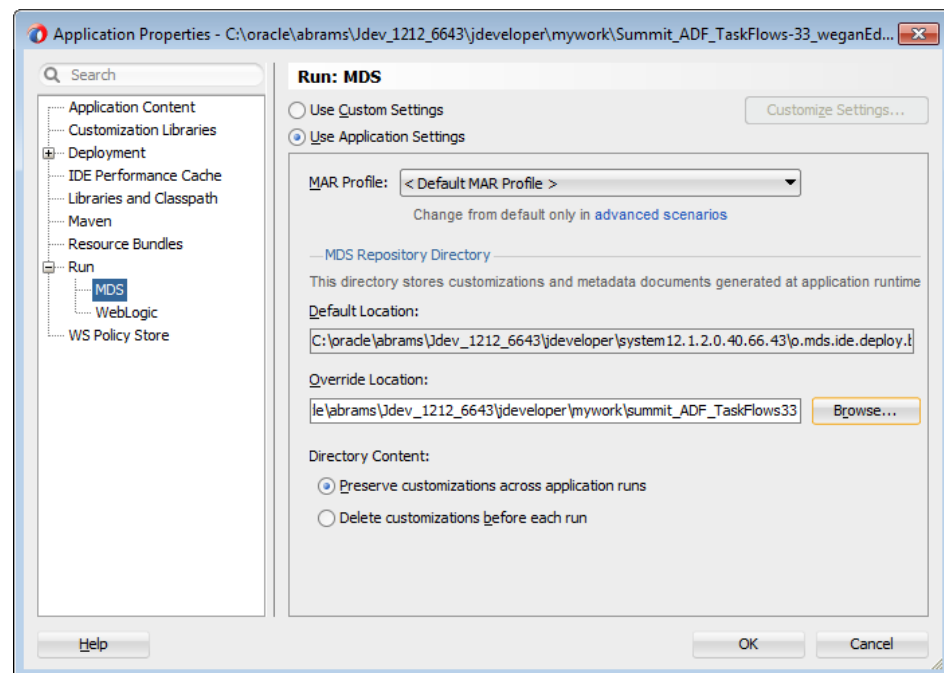 Application Properties - C:\oracle\abrams\Jdev_1212_6643\jdeveloper\mywork\Summit_ADF_TaskFlows-33_weganEd...
Search
Application Content
Customization Libraries
Deployment
IDE Performance Cache
Libraries and Classpath
Maven
Resource Bundles
Run
MDS
WebLogic
WS Policy Store
Run: MDS
Use Custom Settings
Customize Settings...
Use Application Settings
MAR Profile: < Default MAR Profile >
Change from default only in advanced scenarios
MDS Repository Directory
This directory stores customizations and metadata documents generated at application runtime
Default Location:
C:\oracle\abrams\Jdev_1212_6643\jdeveloper\system12.1.2.0.40.66.43\o.mds.ide.deploy.b
Override Location:
le\abrams\Jdev_1212_6643\jdeveloper\mywork\summit_ADF_TaskFlows33
Browse...
Directory Content:
Preserve customizations across application runs
Delete customizations before each run
Help
OK
Cancel